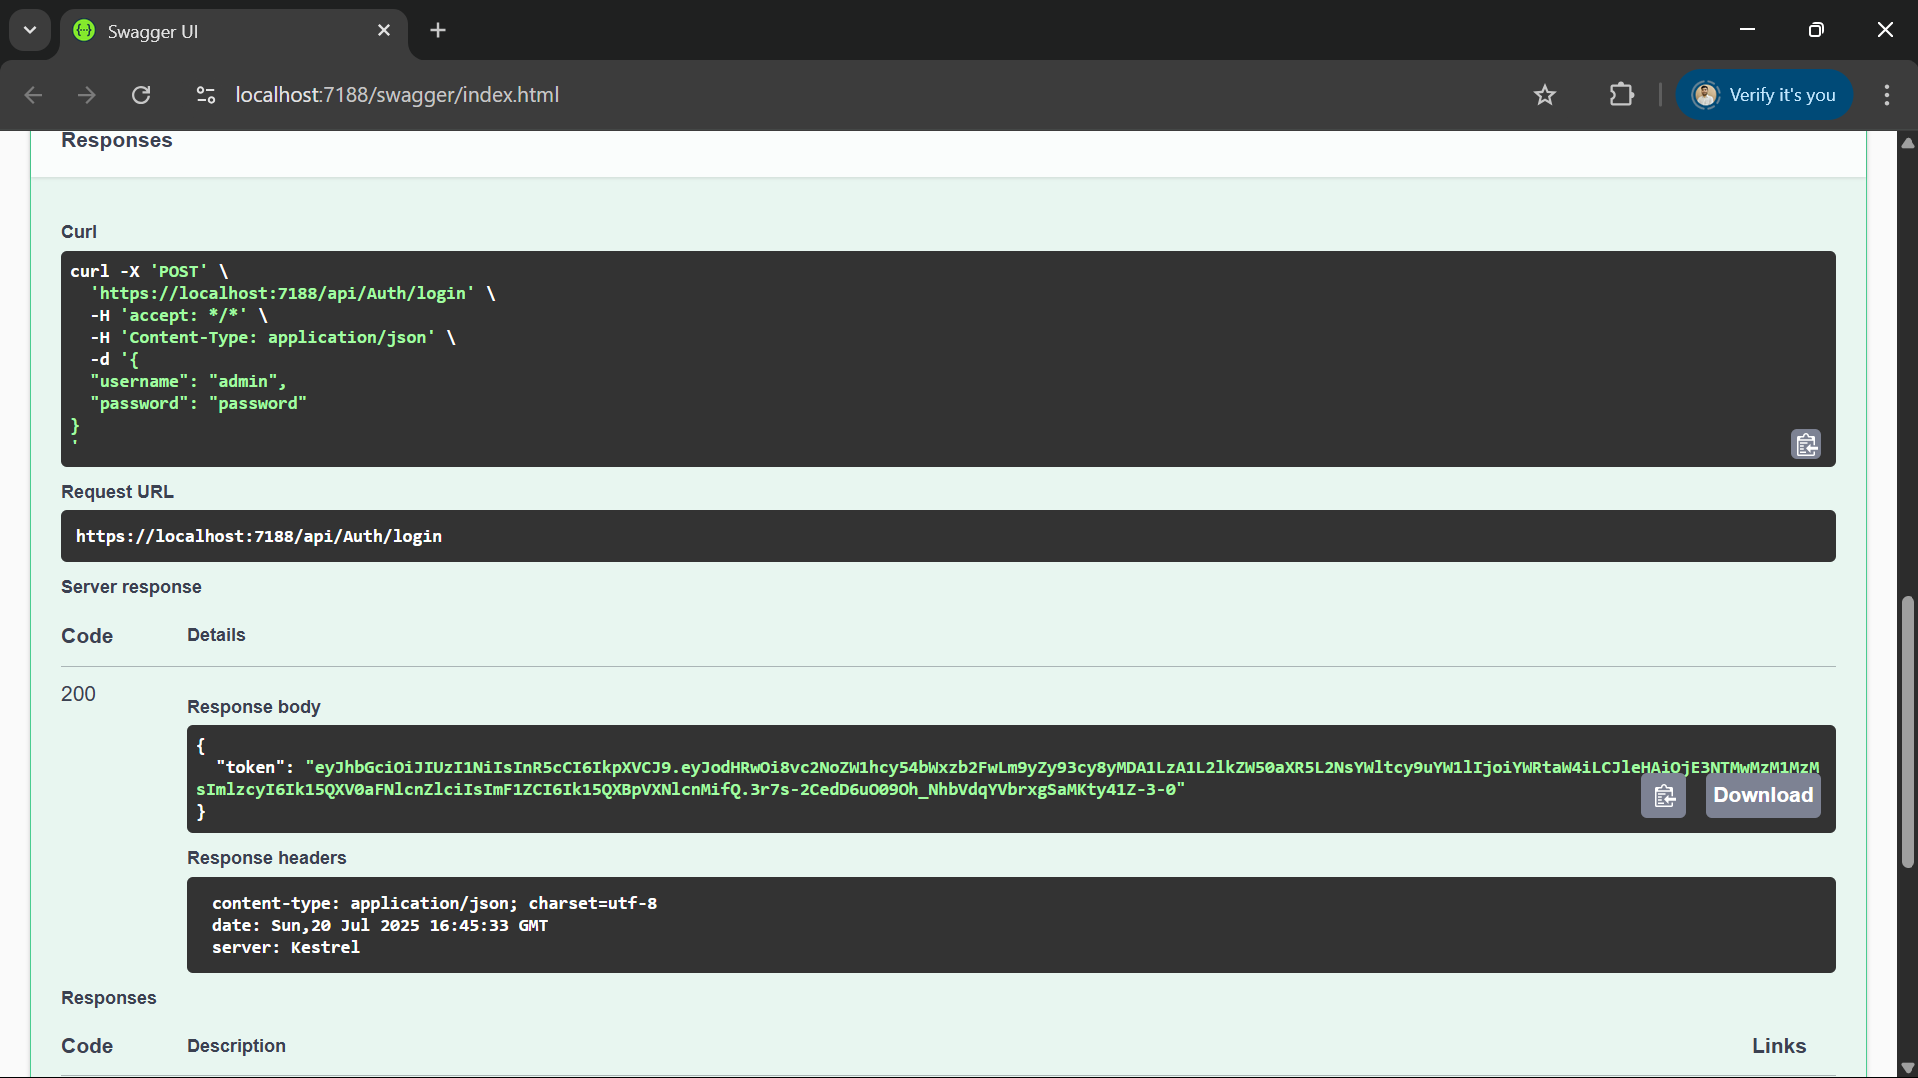 Swagger UI
localhost:7188/swagger/index.html
Verify it's you
Responses
Curl
curl -X 'POST' \
'https://localhost:7188/api/Auth/login' \
-H 'accept: */*' \
-H 'Content-Type: application/json' \
-d '{
"username": "admin",
"password": "password"
}
'
Request URL
https://localhost:7188/api/Auth/login
Server response
Code Details
200
Response body
{
"token": "eyJhbGciOiJIUzI1NiIsInR5cCI6IkpXVCJ9.eyJodHRwOi8vc2NoZW1hcy54bWxzb2FwLm9yZy93cy8yMDA1LzA1L2lkZW50aXR5L2NsYWltcy9uYW1lIjoiYWRtaW4iLCJleHAiOjE3NTMwMzM1MzM
sImlzcyI6Ik15QXV0aFNlcnZlciIsImF1ZCI6Ik15QXBpVXNlcnMifQ.3r7s-2CedD6uO09Oh_NhbVdqYVbrxgSaMKty41Z-3-0"
}
Download
Response headers
content-type: application/json; charset=utf-8
date: Sun,20 Jul 2025 16:45:33 GMT
server: Kestrel
Responses
Code Description Links